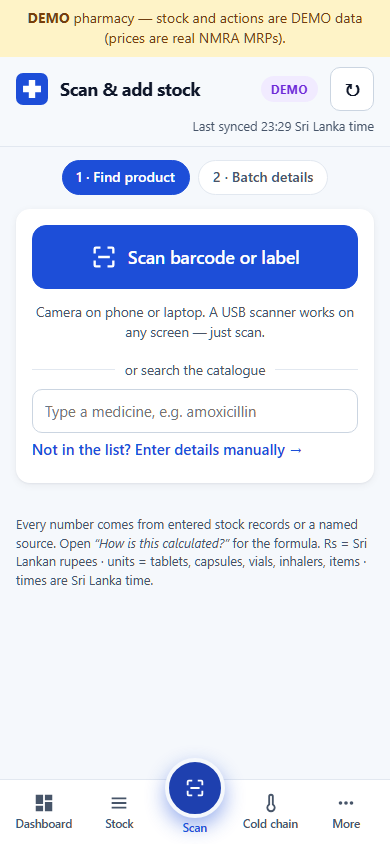 DEMO pharmacy — stock and actions are DEMO data
(prices are real NMRA MRPs).
Scan & add stock
DEMO
Last synced 23:29 Sri Lanka time
1 · Find product
2 · Batch details
Scan barcode or label
Camera on phone or laptop. A USB scanner works on
any screen — just scan.
or search the catalogue
Type a medicine, e.g. amoxicillin
Not in the list? Enter details manually →
Every number comes from entered stock records or a named
source. Open “How is this calculated?” for the formula. Rs = Sri
Lankan rupees · units = tablets, capsules, vials, inhalers, items ·
times are Sri Lanka time.
Dashboard
Stock
Scan
Cold chain
More